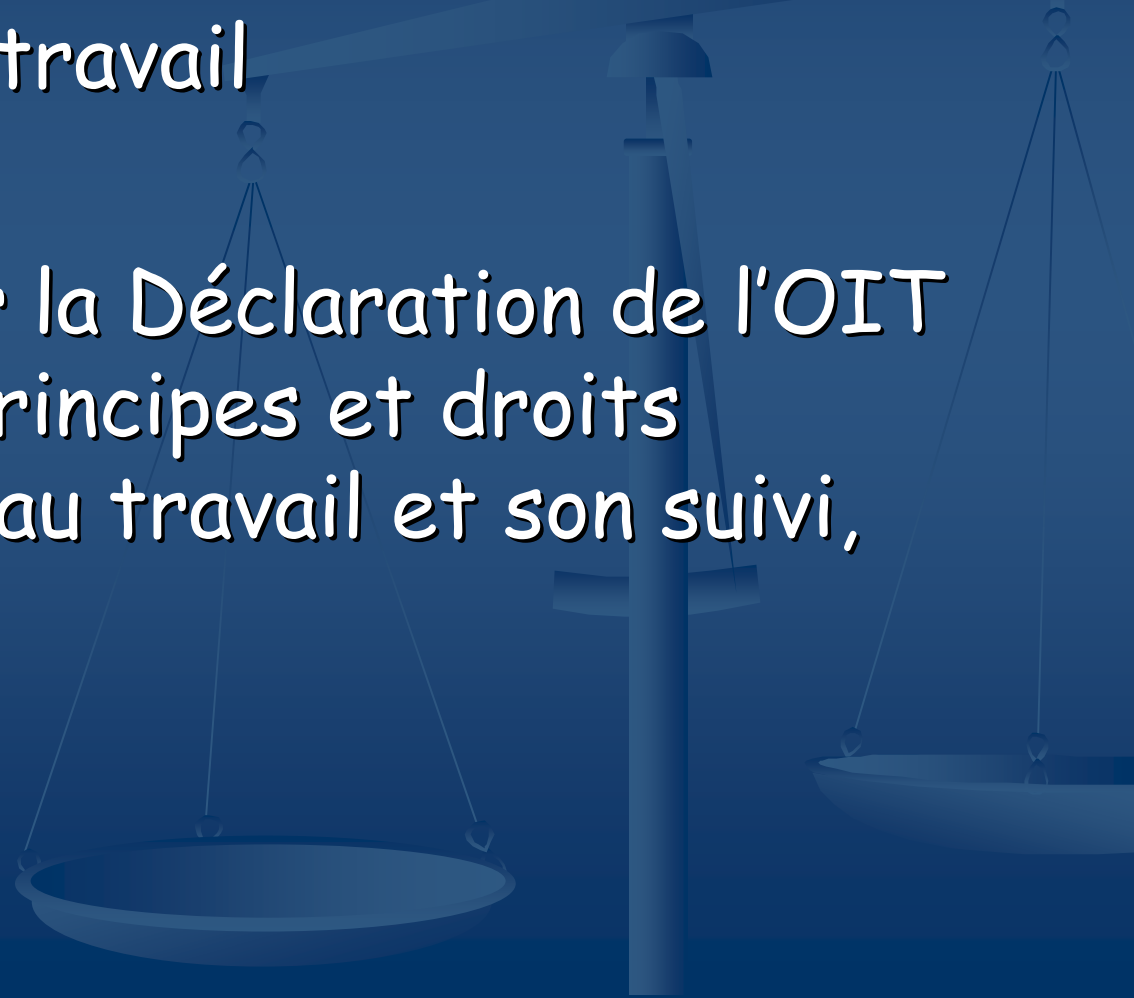 travail
la Déclaration de l’OIT
rincipes et droits
au travail et son suivi,